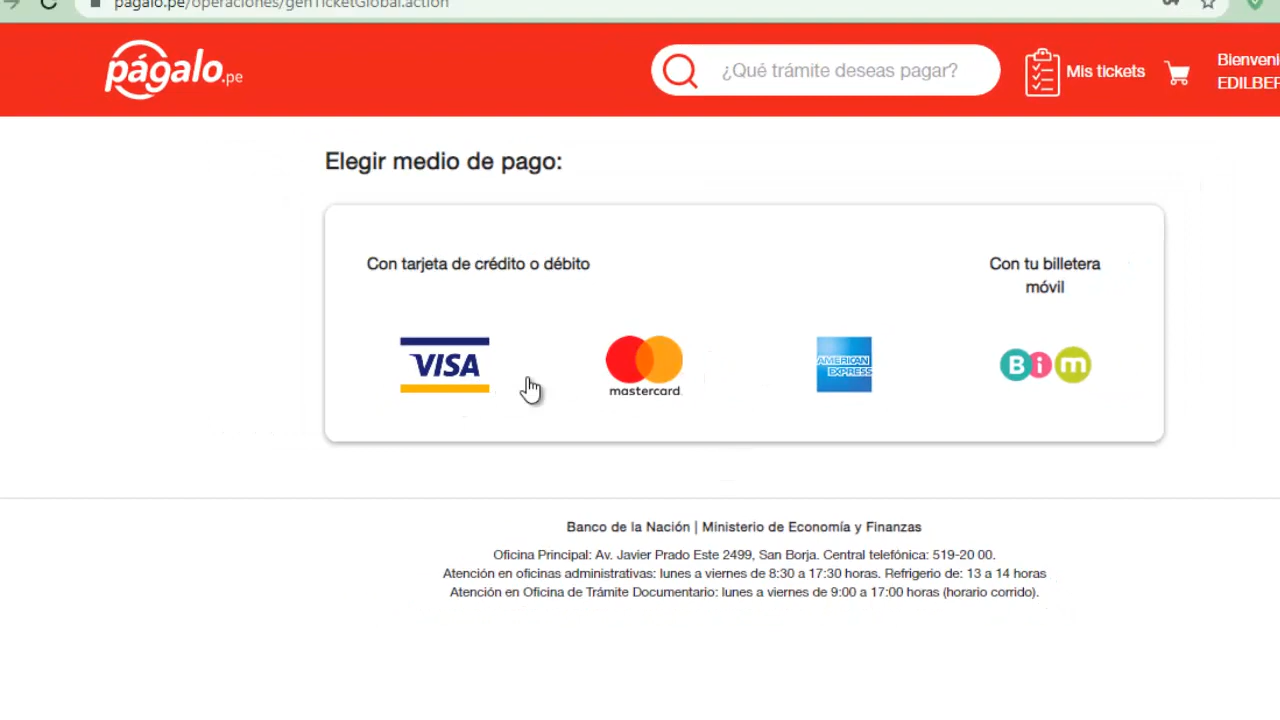 pagalo.pe/operaciones/genTicketGlobal.action
págalo.pe
¿Qué trámite deseas pagar?
Mis tickets
Bienveni
EDILBER
Elegir medio de pago:
Con tarjeta de crédito o débito
Con tu billetera
móvil
VISA
mastercard
AMERICAN
EXPRESS
Bim
Banco de la Nación | Ministerio de Economía y Finanzas
Oficina Principal: Av. Javier Prado Este 2499, San Borja. Central telefónica: 519-20 00.
Atención en oficinas administrativas: lunes a viernes de 8:30 a 17:30 horas. Refrigerio de: 13 a 14 horas
Atención en Oficina de Trámite Documentario: lunes a viernes de 9:00 a 17:00 horas (horario corrido).